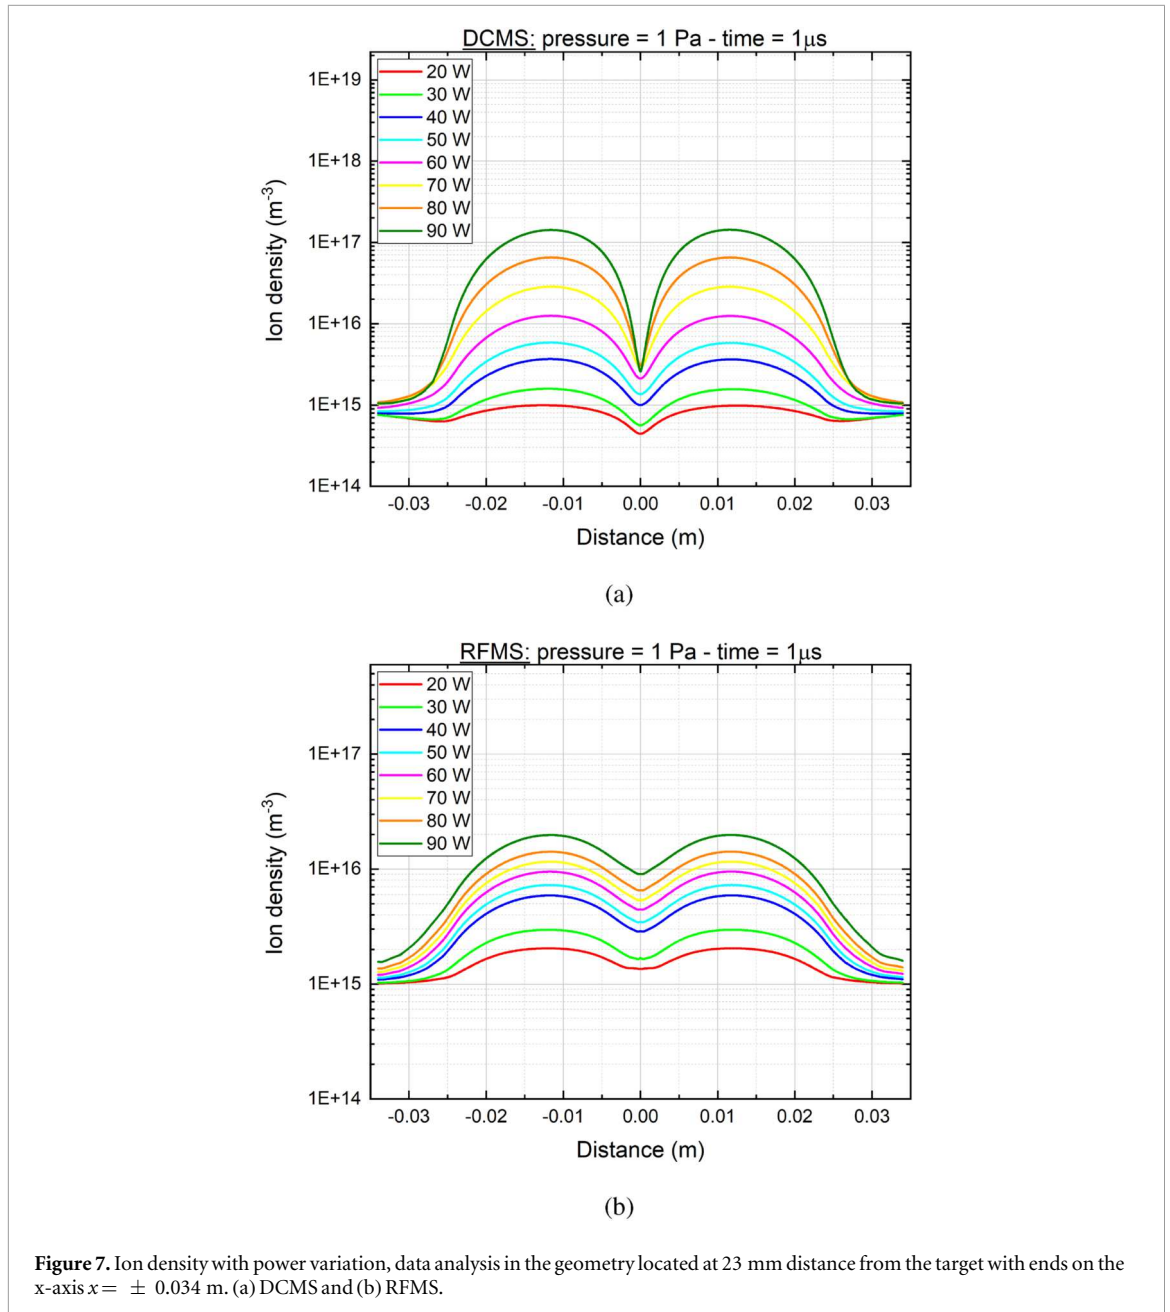 DCMS: pressure = 1 Pa - time = 1μs
1E+19
1E+18
1E+17
1E+16
1E+15
1E+14
Ion density (m-3)
20 W
30 W
40 W
50 W
60 W
70 W
80 W
90 W
-0.03 -0.02 -0.01 0.00 0.01 0.02 0.03
Distance (m)
(a)
RFMS: pressure = 1 Pa - time = 1μs
1E+17
1E+16
1E+15
1E+14
Ion density (m-3)
20 W
30 W
40 W
50 W
60 W
70 W
80 W
90 W
-0.03 -0.02 -0.01 0.00 0.01 0.02 0.03
Distance (m)
(b)
Figure 7. Ion density with power variation, data analysis in the geometry located at 23 mm distance from the target with ends on the
x-axis x = ± 0.034 m. (a) DCMS and (b) RFMS.